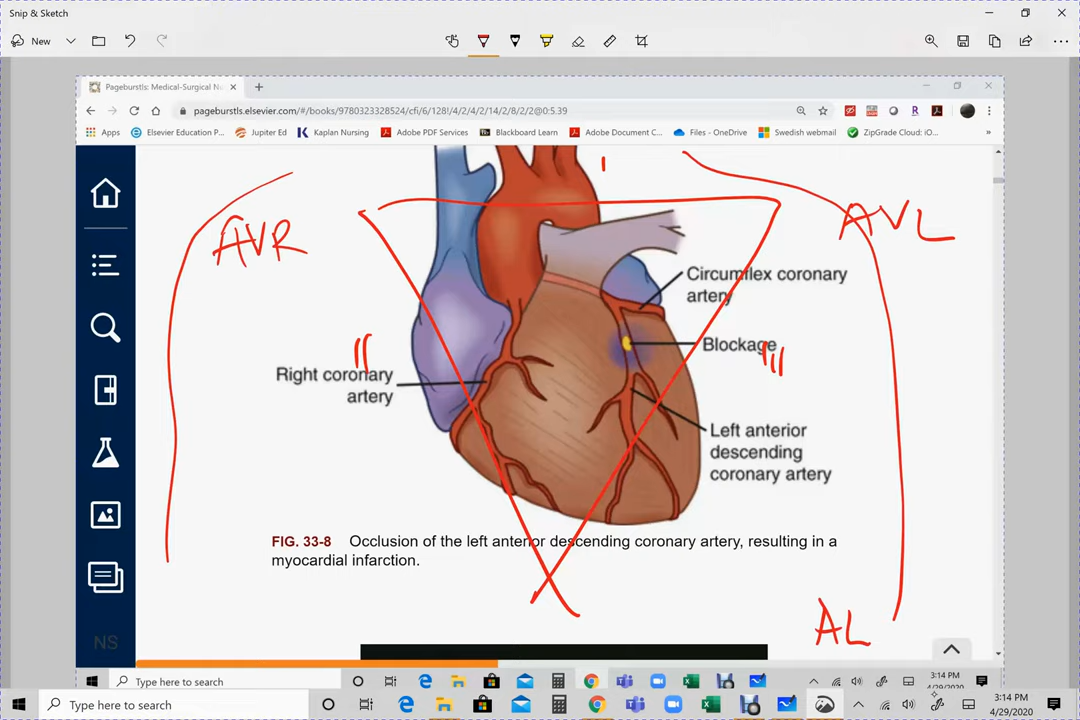 Snip & Sketch
New
Pageburstls: Medical-Surgical Nu
pageburstls.elsevier.com/#/books/9780323328524/cfi/6/128!/4/2/4/2/14/2/8/2/2@0:5.39
Apps
Elsevier Education P...
Jupiter Ed
Kaplan Nursing
Adobe PDF Services
Blackboard Learn
Adobe Document C...
Files - OneDrive
Swedish webmail
ZipGrade Cloud: iO...
I
AVR
AVL
Circumflex coronary
artery
Blockage
II
III
Right coronary
artery
Left anterior
descending
coronary artery
FIG. 33-8 Occlusion of the left anterior descending coronary artery, resulting in a
myocardial infarction.
AL
NS
Type here to search
3:14 PM
4/29/2020
Type here to search
3:14 PM
4/29/2020